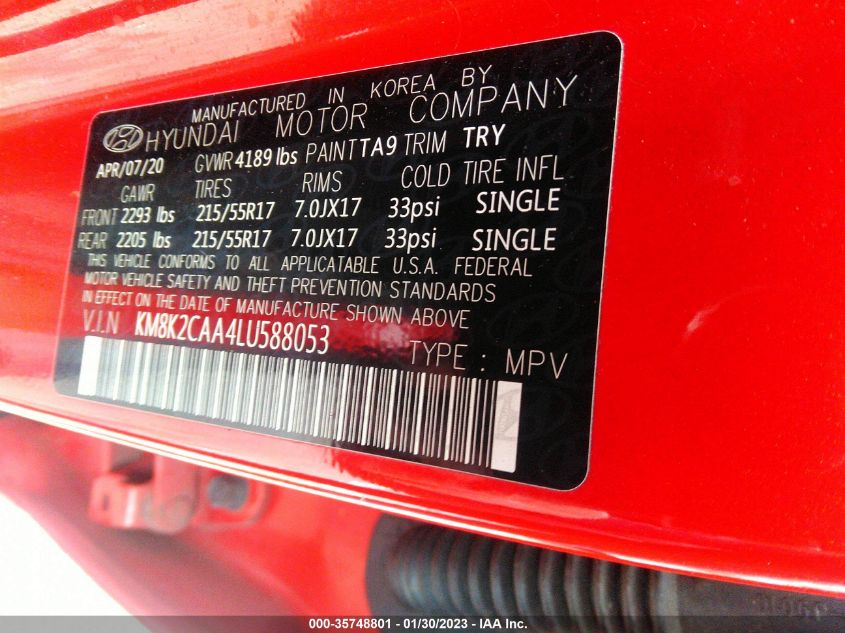 MANUFACTURED IN KOREA BY
HYUNDAI MOTOR COMPANY
APR/07/20 GVWR 4189 lbs PAINT TA9 TRIM TRY
GAWR TIRES RIMS COLD TIRE INFL
FRONT 2293 lbs 215/55R17 7.0JX17 33psi SINGLE
REAR 2205 lbs 215/55R17 7.0JX17 33psi SINGLE
THIS VEHICLE CONFORMS TO ALL APPLICATABLE U.S.A. FEDERAL
MOTOR VEHICLE SAFETY AND THEFT PREVENTION STANDARDS
IN EFFECT ON THE DATE OF MANUFACTURE SHOWN ABOVE
V.I.N KM8K2CAA4LU588053
TYPE : MPV
HYUNDAI
000-35748801 - 01/30/2023 - IAA Inc.